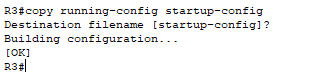 R3#copy running-config startup-config
Destination filename [startup-config]?
Building configuration...
[OK]
R3#